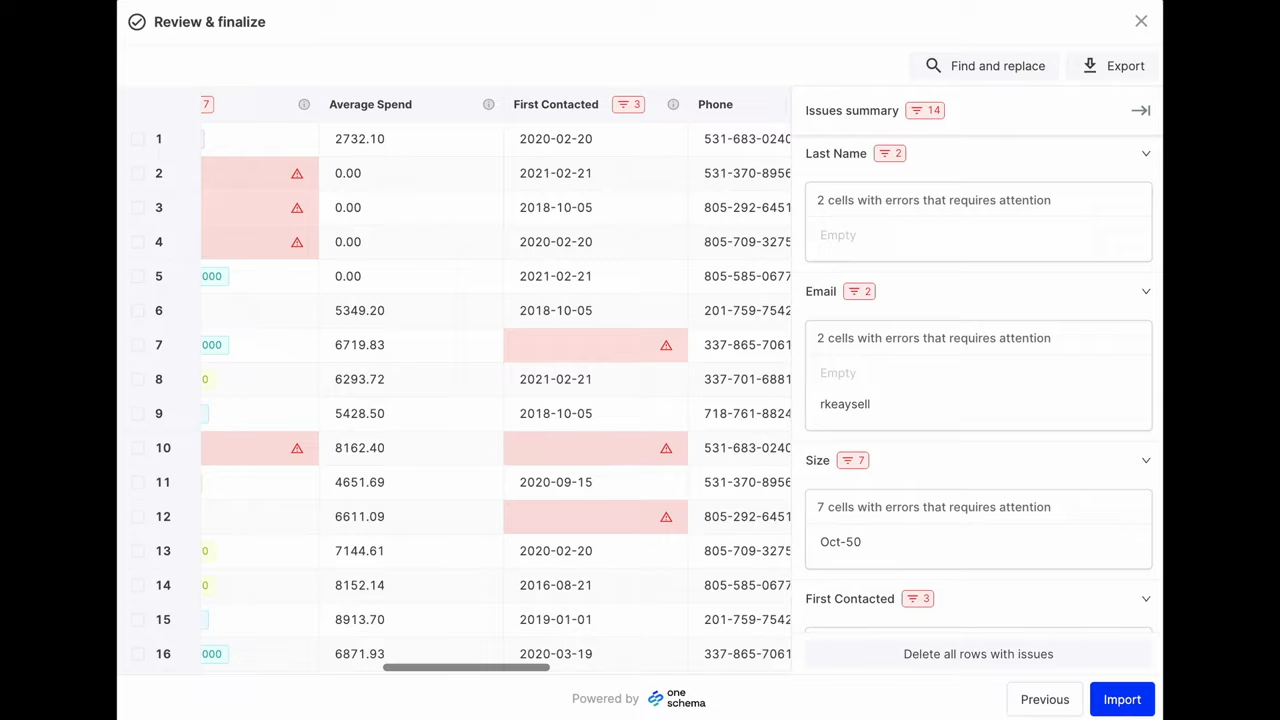 Review & finalize
Find and replace
Export
7 Average Spend First Contacted 3 Phone
1 2732.10 2020-02-20 531-683-0240
2 0.00 2021-02-21 531-370-8956
3 0.00 2018-10-05 805-292-6451
4 0.00 2020-02-20 805-709-3275
5 000 0.00 2021-02-21 805-585-0677
6 5349.20 2018-10-05 201-759-7542
7 000 6719.83 337-865-7061
8 0 6293.72 2021-02-21 337-701-6881
9 5428.50 2018-10-05 718-761-8824
10 8162.40 531-683-0240
11 4651.69 2020-09-15 531-370-8956
12 6611.09 805-292-6451
13 0 7144.61 2020-02-20 805-709-3275
14 0 8152.14 2016-08-21 805-585-0677
15 8913.70 2019-01-01 201-759-7542
16 000 6871.93 2020-03-19 337-865-7061
Issues summary 14
Last Name 2
2 cells with errors that requires attention
Empty
Email 2
2 cells with errors that requires attention
Empty
rkeaysell
Size 7
7 cells with errors that requires attention
Oct-50
First Contacted 3
Delete all rows with issues
Powered by one schema
Previous
Import